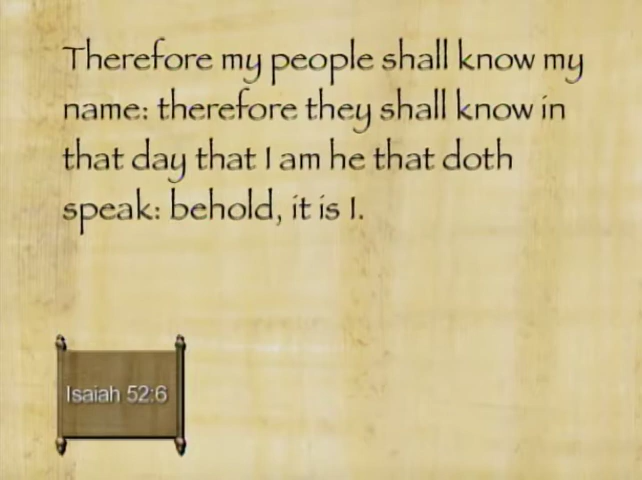 Therefore my people shall know my
name: therefore they shall know in
that day that I am he that doth
speak: behold, it is I.
Isaiah 52:6